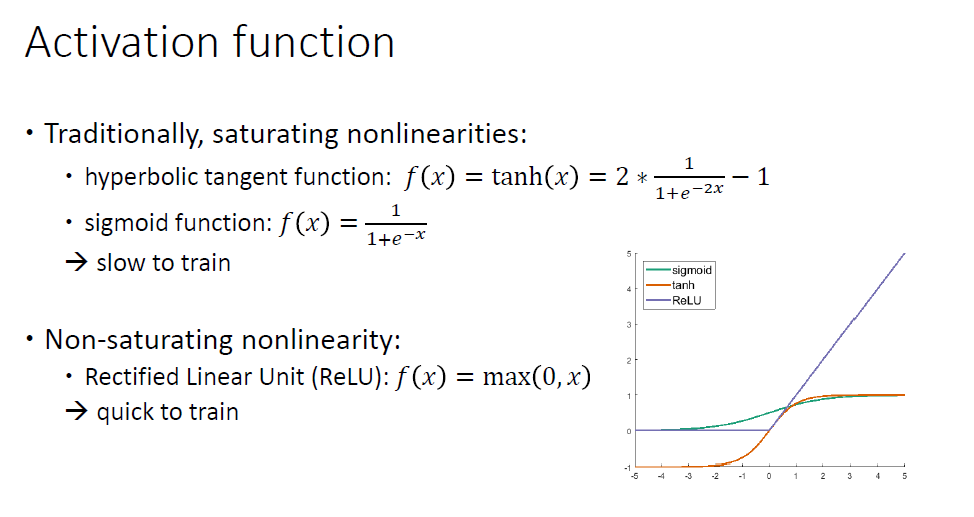 Activation function
• Traditionally, saturating nonlinearities:
• hyperbolic tangent function: f(x) = tanh(x) = 2 * 1/(1+e^−2x) − 1
• sigmoid function: f(x) = 1/(1+e^−x)
→ slow to train
• Non-saturating nonlinearity:
• Rectified Linear Unit (ReLU): f(x) = max(0, x)
→ quick to train
sigmoid
tanh
ReLU
5
4
3
2
1
0
-1
-5 -4 -3 -2 -1 0 1 2 3 4 5